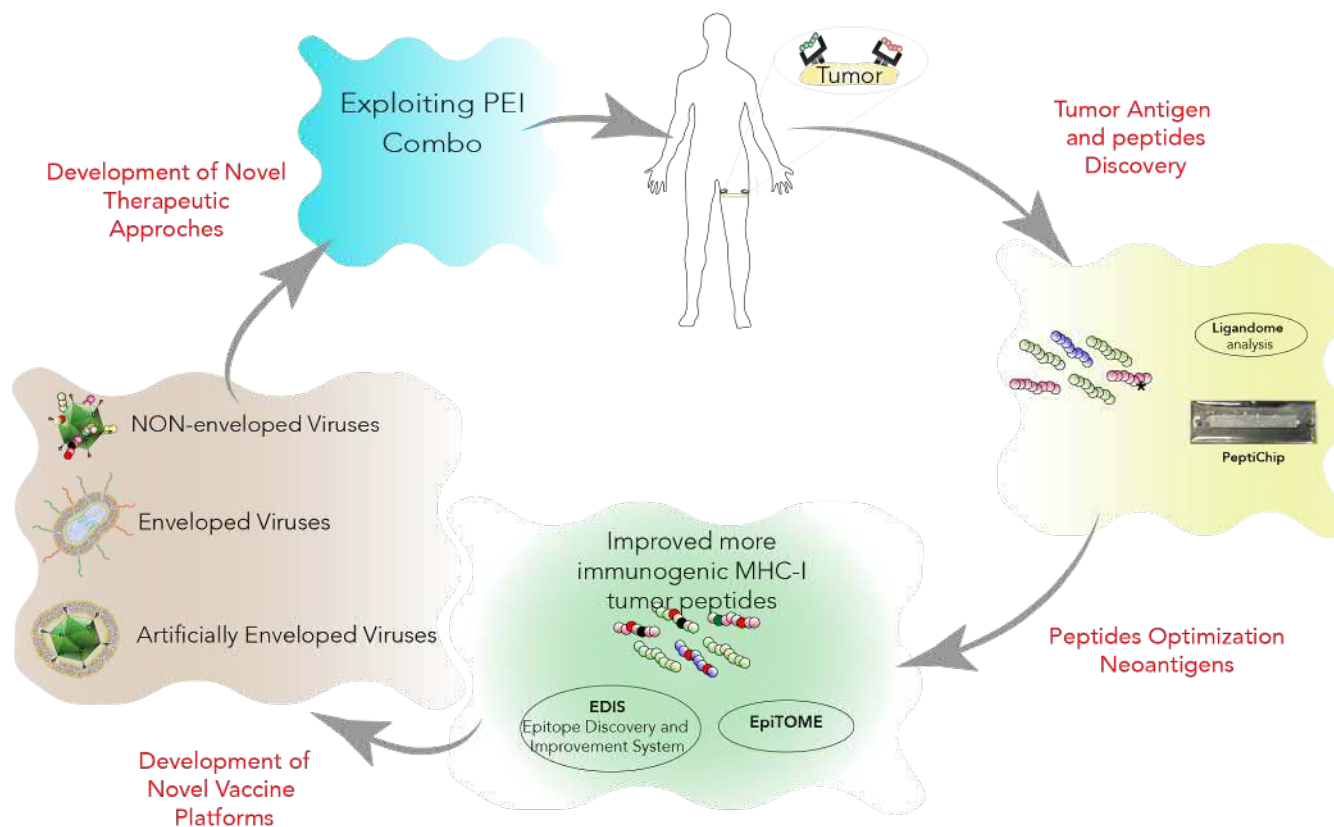 Exploiting PEI
Combo
Tumor
Tumor Antigen
and peptides
Discovery
Development of Novel
Therapeutic
Approches
Ligandome
analysis
*
PeptiChip
NON-enveloped Viruses
Enveloped Viruses
Artificially Enveloped Viruses
Improved more
immunogenic MHC-I
tumor peptides
EDIS
Epitope Discovery and
Improvement System
EpiTOME
Peptides Optimization
Neoantigens
Development of
Novel Vaccine
Platforms